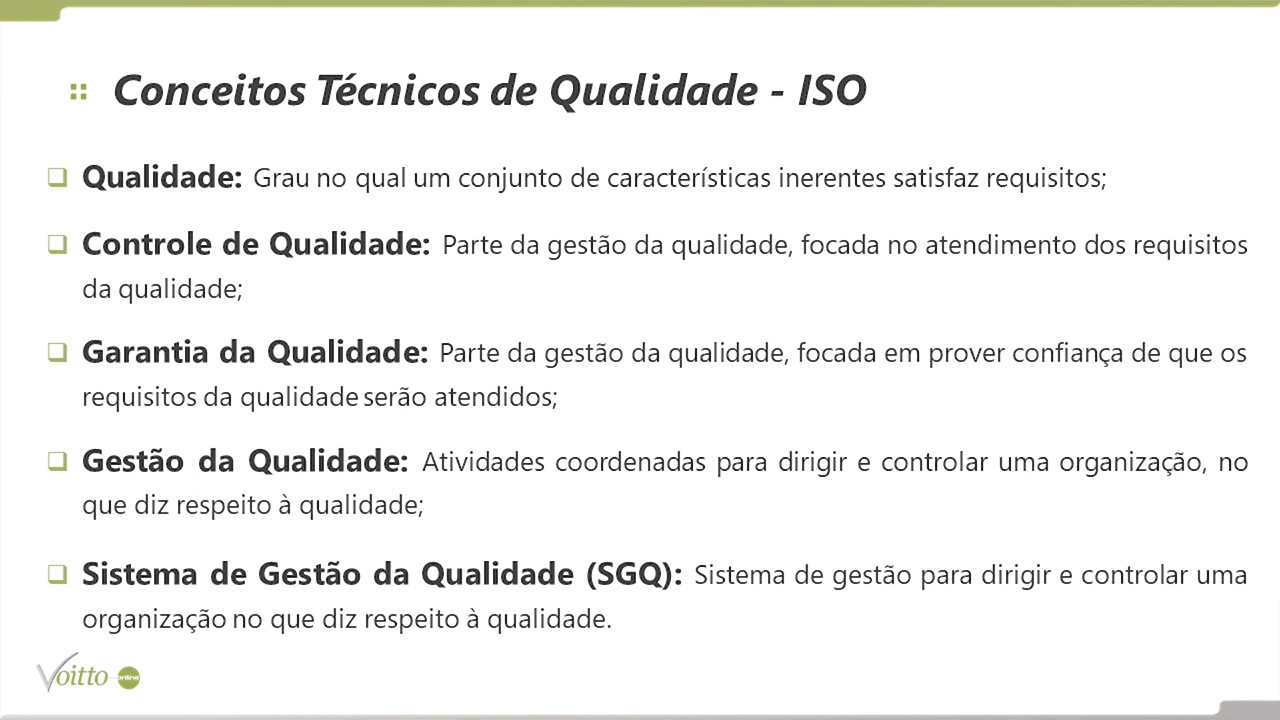 Conceitos Técnicos de Qualidade - ISO
Qualidade: Grau no qual um conjunto de características inerentes satisfaz requisitos;
Controle de Qualidade: Parte da gestão da qualidade, focada no atendimento dos requisitos
da qualidade;
Garantia da Qualidade: Parte da gestão da qualidade, focada em prover confiança de que os
requisitos da qualidade serão atendidos;
Gestão da Qualidade: Atividades coordenadas para dirigir e controlar uma organização, no
que diz respeito à qualidade;
Sistema de Gestão da Qualidade (SGQ): Sistema de gestão para dirigir e controlar uma
organização no que diz respeito à qualidade.
Voitto online